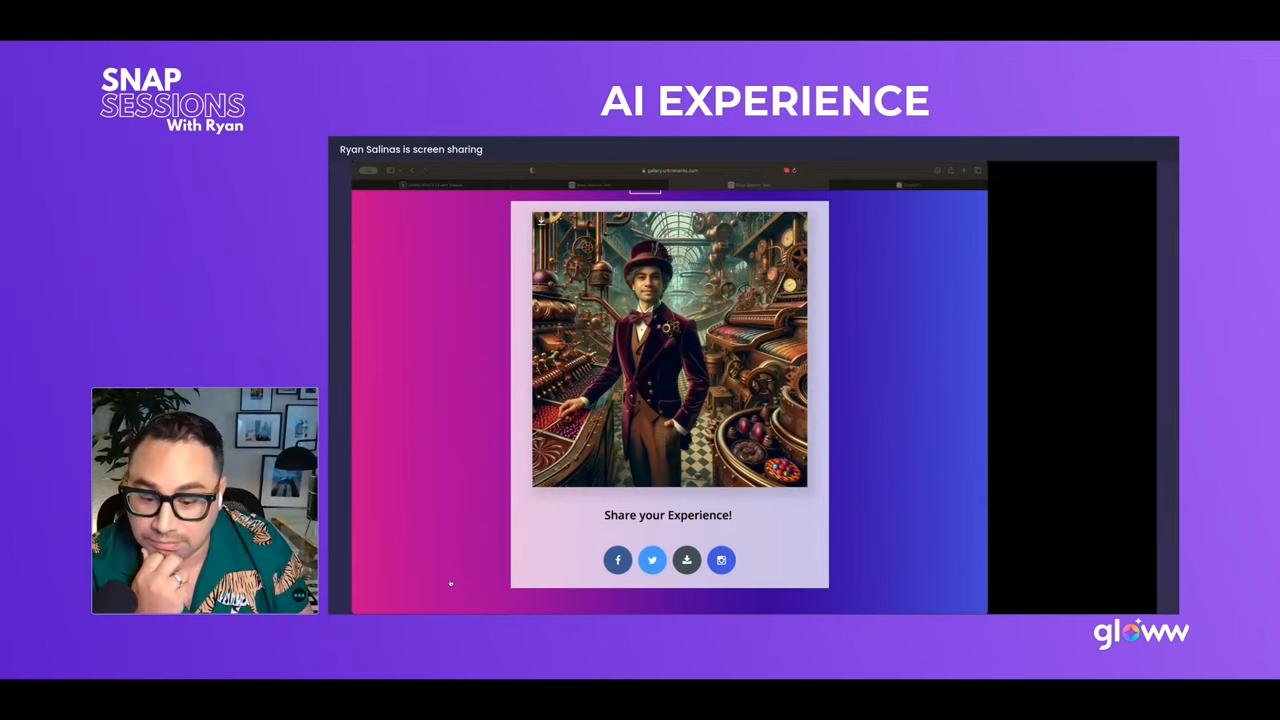 SNAP
SESSIONS
With Ryan
AI EXPERIENCE
Ryan Salinas is screen sharing
Share your Experience!
gloww